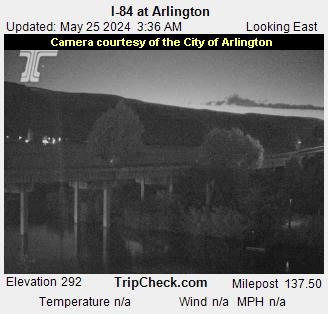 I-84 at Arlington
Updated: May 25 2024 3:36 AM Looking East
Camera courtesy of the City of Arlington
Elevation 292 TripCheck.com Milepost 137.50
Temperature n/a Wind n/a MPH n/a